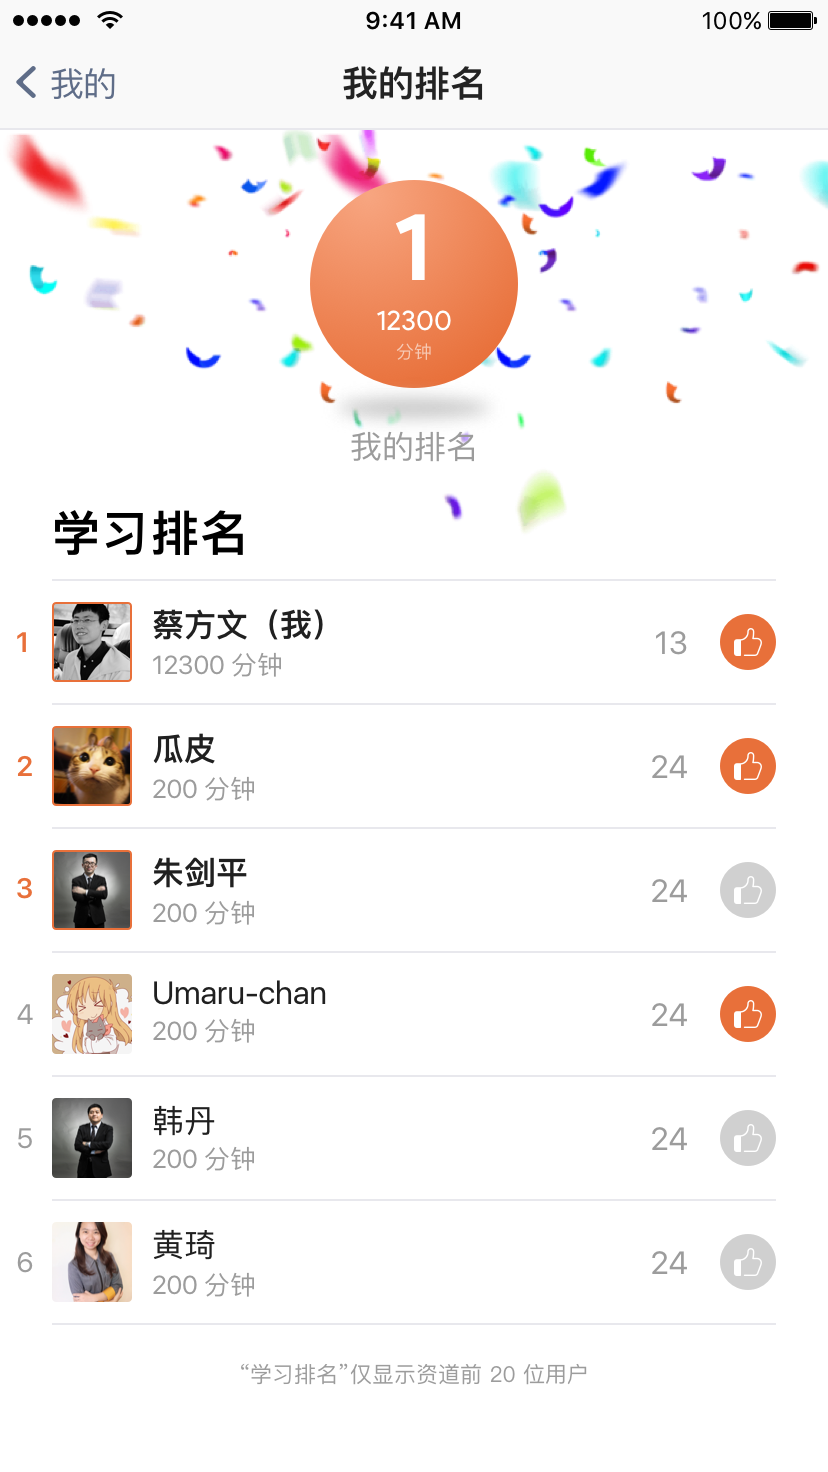 9:41 AM
100%
我的
我的排名
1
12300
分钟
我的排名
学习排名
1
蔡方文（我）
12300 分钟
13
2
瓜皮
200 分钟
24
3
朱剑平
200 分钟
24
4
Umaru-chan
200 分钟
24
5
韩丹
200 分钟
24
6
黄琦
200 分钟
24
“学习排名”仅显示资道前 20 位用户